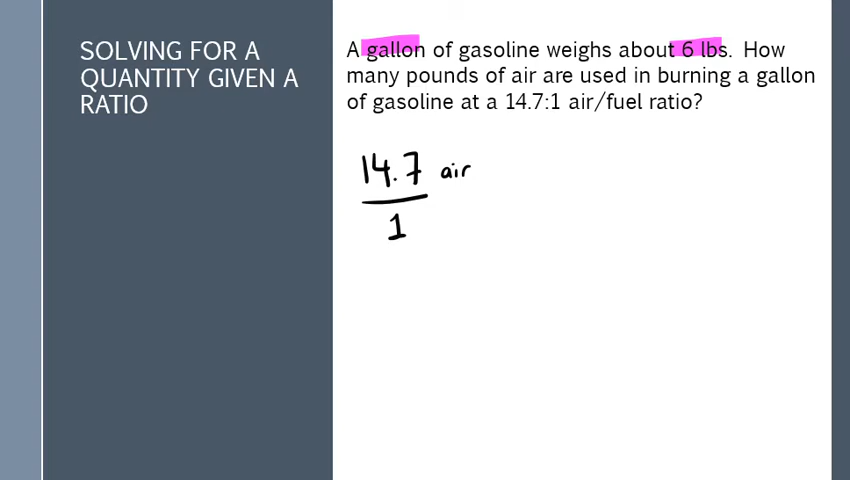 SOLVING FOR A
QUANTITY GIVEN A
RATIO
A gallon of gasoline weighs about 6 lbs. How
many pounds of air are used in burning a gallon
of gasoline at a 14.7:1 air/fuel ratio?
14.7 air
1